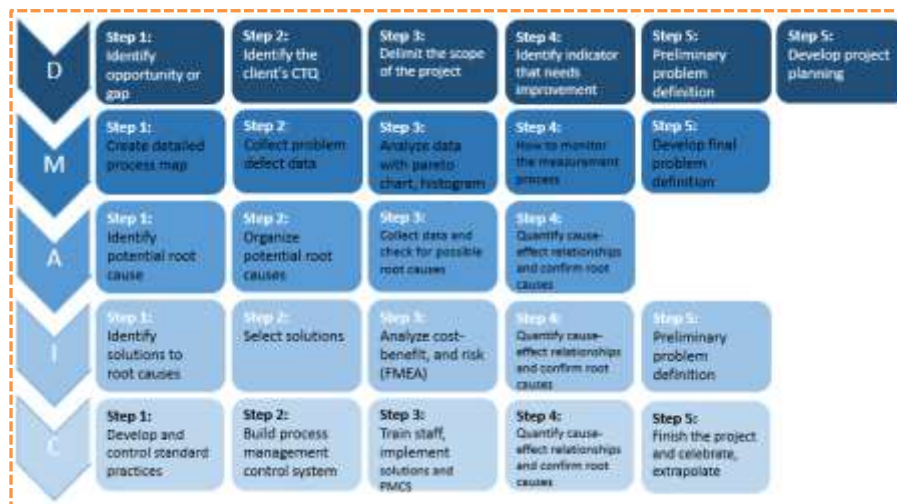 D
Step 1:
Identify
opportunity or
gap
Step 2:
Identify the
client's CTQ
Step 3:
Delimit the scope
of the project
Step 4:
Identify indicator
that needs
improvement
Step 5:
Preliminary
problem
definition
Step 5:
Develop project
planning
M
Step 1:
Create detailed
process map
Step 2:
Collect problem
defect data
Step 3:
Analyze data
with pareto
chart, histogram
Step 4:
How to monitor
the measurement
process
Step 5:
Develop final
problem
definition
A
Step 1:
Identify
potential root
cause
Step 2:
Organize
potential root
causes
Step 3:
Collect data and
check for possible
root causes
Step 4:
Quantify cause-
effect relationships
and confirm root
causes
I
Step 1:
Identify
solutions to
root causes
Step 2:
Select solutions
Step 3:
Analyze cost-
benefit, and risk
(FMEA)
Step 4:
Quantify cause-
effect relationships
and confirm root
causes
Step 5:
Preliminary
problem
definition
C
Step 1:
Develop and
control standard
practices
Step 2:
Build process
management
control system
Step 3:
Train staff,
implement
solutions and
PMCS
Step 4:
Quantify cause-
effect relationships
and confirm root
causes
Step 5:
Finish the project
and celebrate,
extrapolate